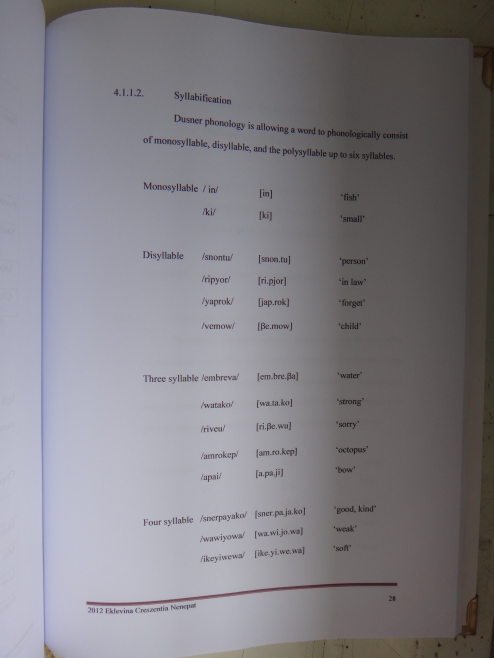 4.1.1.2. Syllabification
Dusner phonology is allowing a word to phonologically consist
of monosyllable, disyllable, and the polysyllable up to six syllables.
Monosyllable / in/ [in] 'fish'
/ki/ [ki] 'small'
Disyllable /snontu/ [snon.tu] 'person'
/ripyor/ [ri.pjor] 'in law'
/yaprok/ [jap.rok] 'forget'
/vemow/ [βe.mow] 'child'
Three syllable /embreva/ [em.bre.βa] 'water'
/watako/ [wa.ta.ko] 'strong'
/riveu/ [ri.βe.wu] 'sorry'
/amrokep/ [am.ro.kep] 'octopus'
/apai/ [a.pa.ji] 'bow'
Four syllable /snerpayako/ [sner.pa.ja.ko] 'good, kind'
/wawiyowa/ [wa.wi.jo.wa] 'weak'
/ikeyiwewa/ [ike.yi.we.wa] 'soft'
2012 Eklevina Creszentia Nenepat 28